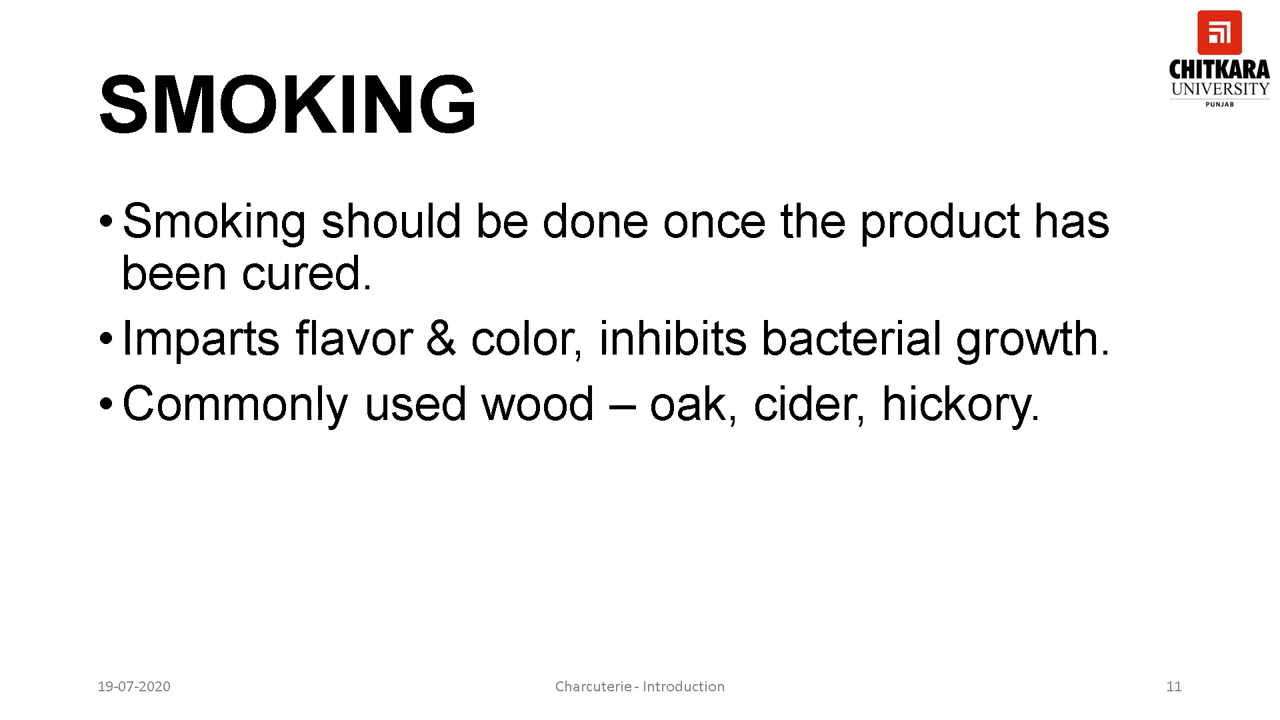 CHITKARA
UNIVERSITY
PUNJAB
SMOKING
•Smoking should be done once the product has
been cured.
•Imparts flavor & color, inhibits bacterial growth.
•Commonly used wood – oak, cider, hickory.
19-07-2020
Charcuterie - Introduction
11